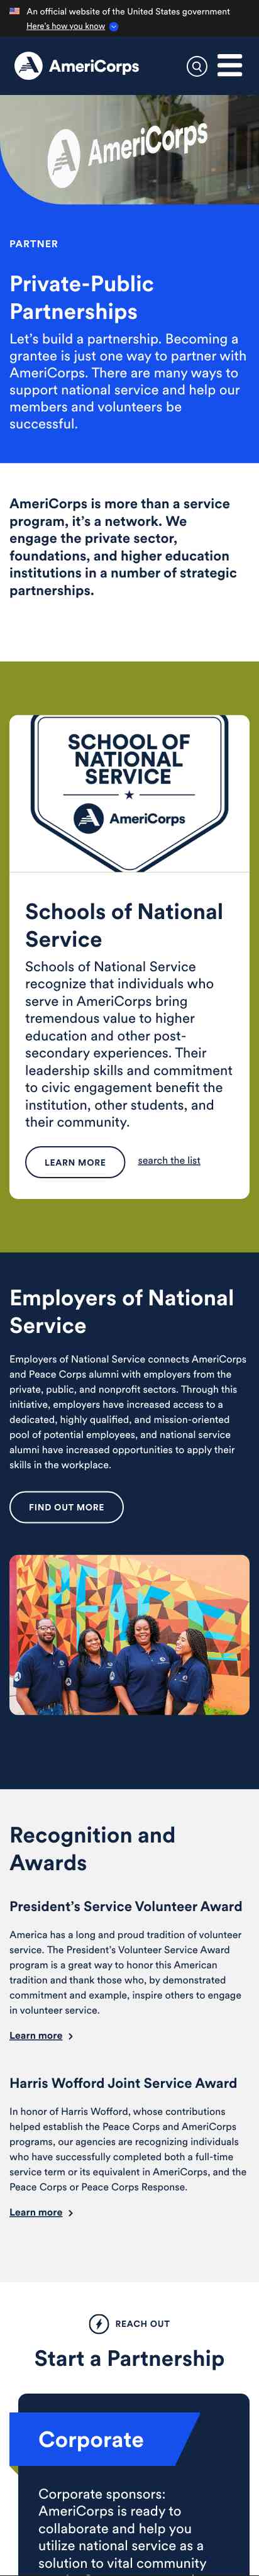 An official website of the United States government
Here's how you know
AmeriCorps
AmeriCorps
PARTNER
Private-Public
Partnerships
Let's build a partnership. Becoming a
grantee is just one way to partner with
AmeriCorps. There are many ways to
support national service and help our
members and volunteers be
successful.
AmeriCorps is more than a service
program, it's a network. We
engage the private sector,
foundations, and higher education
institutions in a number of strategic
partnerships.
SCHOOL OF
NATIONAL
SERVICE
AmeriCorps
Schools of National
Service
Schools of National Service
recognize that individuals who
serve in AmeriCorps bring
tremendous value to higher
education and other post-
secondary experiences. Their
leadership skills and commitment
to civic engagement benefit the
institution, other students, and
their community.
LEARN MORE search the list
Employers of National
Service
Employers of National Service connects AmeriCorps
and Peace Corps alumni with employers from the
private, public, and nonprofit sectors. Through this
initiative, employers have increased access to a
dedicated, highly qualified, and mission-oriented
pool of potential employees, and national service
alumni have increased opportunities to apply their
skills in the workplace.
FIND OUT MORE
PEACE
Recognition and
Awards
President's Service Volunteer Award
America has a long and proud tradition of volunteer
service. The President's Volunteer Service Award
program is a great way to honor this American
tradition and thank those who, by demonstrated
commitment and example, inspire others to engage
in volunteer service.
Learn more
Harris Wofford Joint Service Award
In honor of Harris Wofford, whose contributions
helped establish the Peace Corps and AmeriCorps
programs, our agencies are recognizing individuals
who have successfully completed both a full-time
service term or its equivalent in AmeriCorps, and the
Peace Corps or Peace Corps Response.
Learn more
REACH OUT
Start a Partnership
Corporate
Corporate sponsors:
AmeriCorps is ready to
collaborate and help you
utilize national service as a
solution to vital community